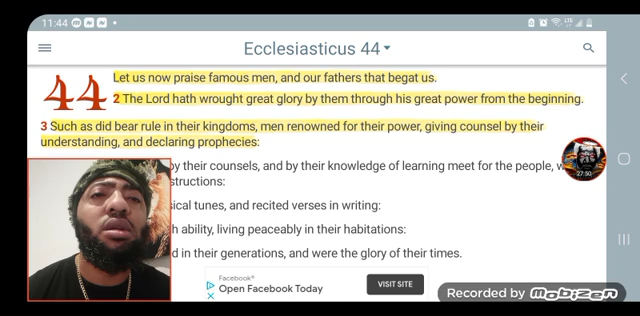 11:44
Ecclesiasticus 44
44 Let us now praise famous men, and our fathers that begat us.
2 The Lord hath wrought great glory by them through his great power from the beginning.
3 Such as did bear rule in their kingdoms, men renowned for their power, giving counsel by their
understanding, and declaring prophecies:
by their counsels, and by their knowledge of learning meet for the people, w
structions:
sical tunes, and recited verses in writing:
h ability, living peaceably in their habitations:
d in their generations, and were the glory of their times.
27:50
Facebook®
Open Facebook Today
VISIT SITE
Recorded by Mobizen